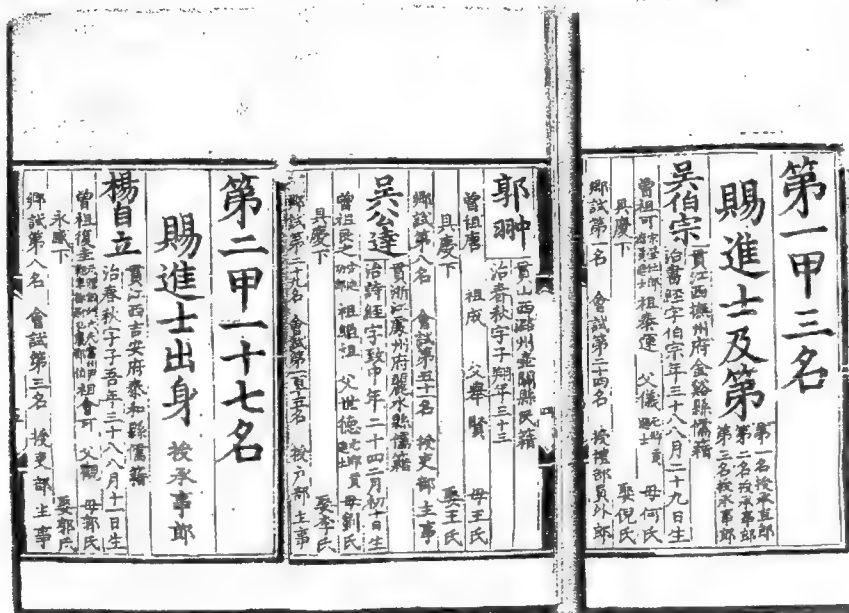 第一甲三名
賜進士及第
第一名授承直郎
第二名授承事郎
第三名授承事郎
吳伯宗
貫江西撫州府金谿縣儒籍
治書經字伯宗年三十八八月二十九日生
曾祖可
祖泰運 父儀 母何氏
具慶下 娶倪氏
鄉試第一名 會試第二十四名 授禮部員外郎
郭翀
貫山西潞州壺關縣民籍
治春秋字子翔年三十三
曾祖唐 祖成 父舉賢 母王氏
具慶下 娶王氏
鄉試第八名 會試第五十一名 授吏部主事
吳公達
貫浙江處州府麗水縣儒籍
治詩經字致中年二十四二月初十日生
祖繼祖 父世德 母劉氏
具慶下 娶李氏
鄉試第二十九名 會試第一百五名 授戶部主事
第二甲一十七名
賜進士出身 授承事郎
楊自立
貫江西吉安府泰和縣儒籍
治春秋字子吾年三十八八月十一日生
曾祖復圭 祖會可 父觀 母郭氏
永感下 娶郭氏
鄉試第八名 會試第三名 授吏部主事